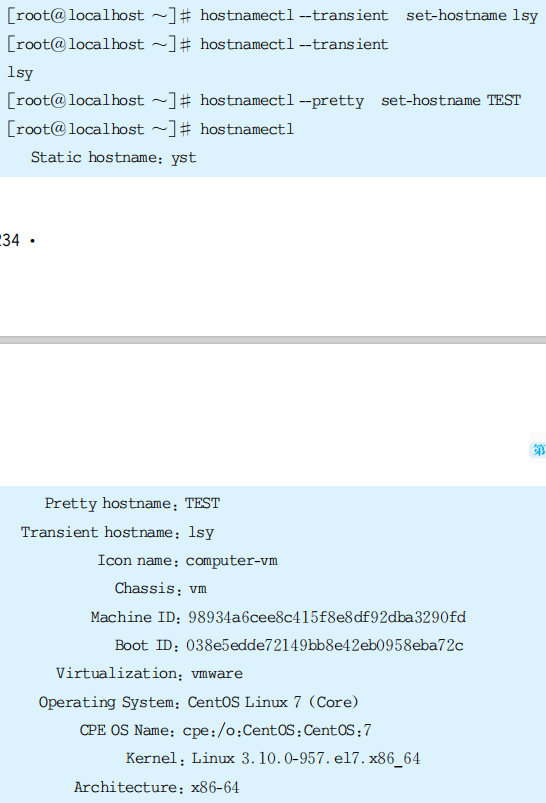 [root@localhost ～]# hostnamectl --transient set-hostname lsy
[root@localhost ～]# hostnamectl --transient
lsy
[root@localhost ～]# hostnamectl --pretty set-hostname TEST
[root@localhost ～]# hostnamectl
Static hostname: yst
234 •
第
Pretty hostname: TEST
Transient hostname: lsy
Icon name: computer-vm
Chassis: vm
Machine ID: 98934a6cee8c415f8e8df92dba3290fd
Boot ID: 038e5edde72149bb8e42eb0958eba72c
Virtualization: vmware
Operating System: CentOS Linux 7 (Core)
CPE OS Name: cpe:/o:CentOS:CentOS:7
Kernel: Linux 3.10.0-957.el7.x86_64
Architecture: x86-64